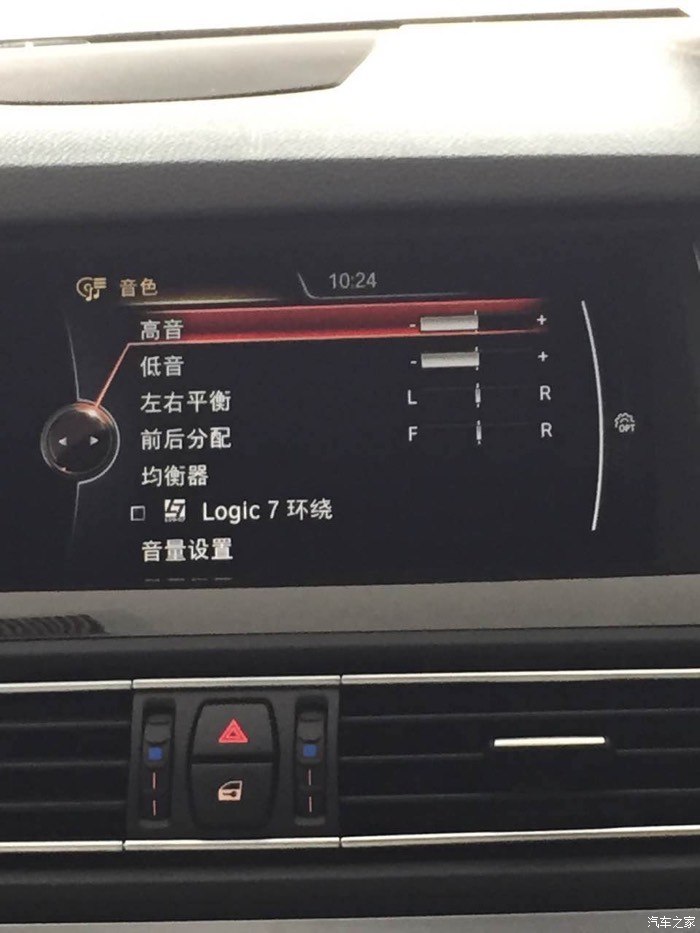 音色 10:24
高音 - +
低音 - +
左右平衡 L R
前后分配 F R
均衡器
OPT
L7 Logic 7 环绕
音量设置
汽车之家